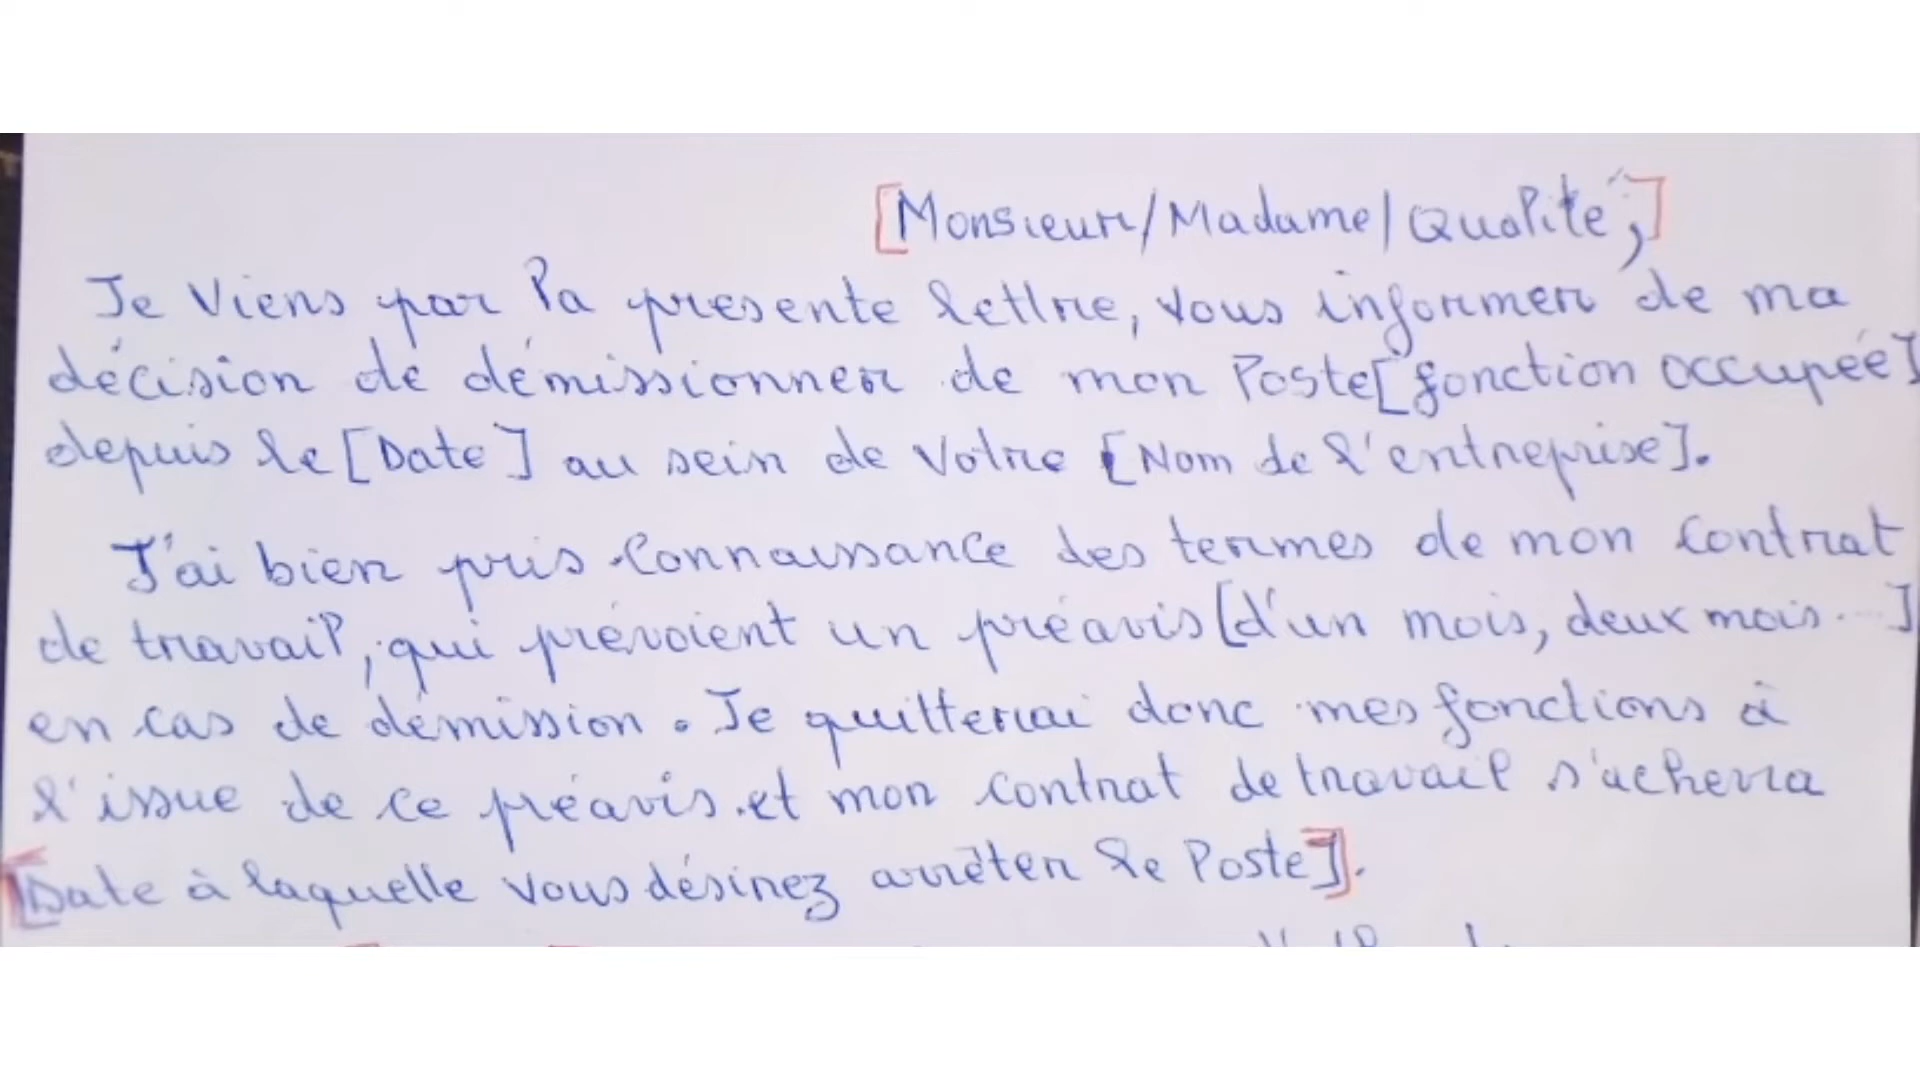 [Monsieur/Madame/Qualité,]
Je Viens par la presente lettre, vous informer de ma
décision de démissionner de mon Poste[fonction occupée]
depuis le [Date] au sein de Votre [Nom de l'entreprise].
J'ai bien pris connaissance des termes de mon contrat
de travail, qui prévoient un préavis [d'un mois, deux mois...]
en cas de démission. Je quitterai donc mes fonctions à
l'issue de ce préavis et mon contrat de travail s'achevra
[Date à laquelle vous désirez arrêter le Poste].